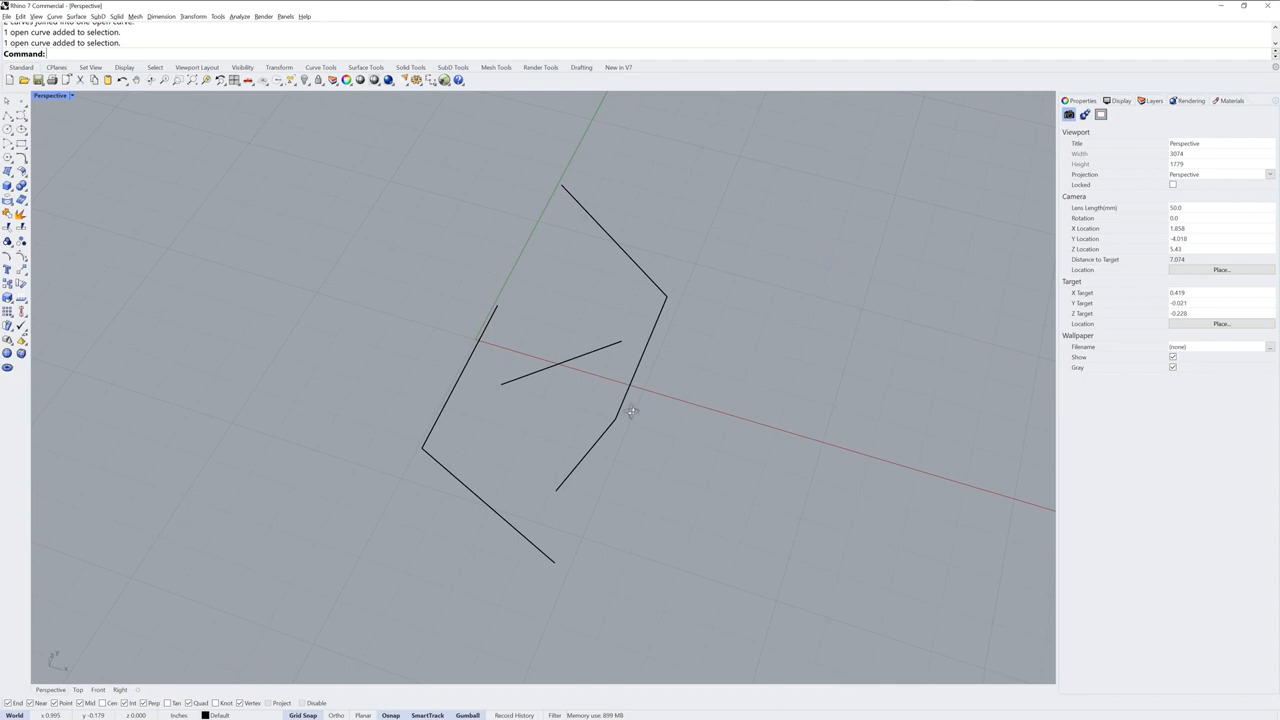 Rhino 7 Commercial - [Perspective]
File Edit View Curve Surface SubD Solid Mesh Dimension Transform Tools Analyze Render Panels Help
1 open curve added to selection.
1 open curve added to selection.
Command:
Standard CPlanes Set View Display Select Viewport Layout Visibility Transform Curve Tools Surface Tools Solid Tools SubD Tools Mesh Tools Render Tools Drafting New in V7
Perspective
Properties Display Layers Rendering Materials
Viewport
Title Perspective
Width 3074
Height 1779
Projection Perspective
Locked
Camera
Lens Length(mm) 50.0
Rotation 0.0
X Location 1.858
Y Location -4.018
Z Location 5.43
Distance to Target 7.074
Location Place...
Target
X Target 0.419
Y Target -0.021
Z Target -0.228
Location Place...
Wallpaper
Filename (none) ...
Show
Gray
y
x
Perspective Top Front Right
End Near Point Mid Cen Int Perp Tan Quad Knot Vertex Project Disable
World x 0.995 y -0.179 z 0.000 Inches Default Grid Snap Ortho Planar Osnap SmartTrack Gumball Record History Filter Memory use: 899 MB